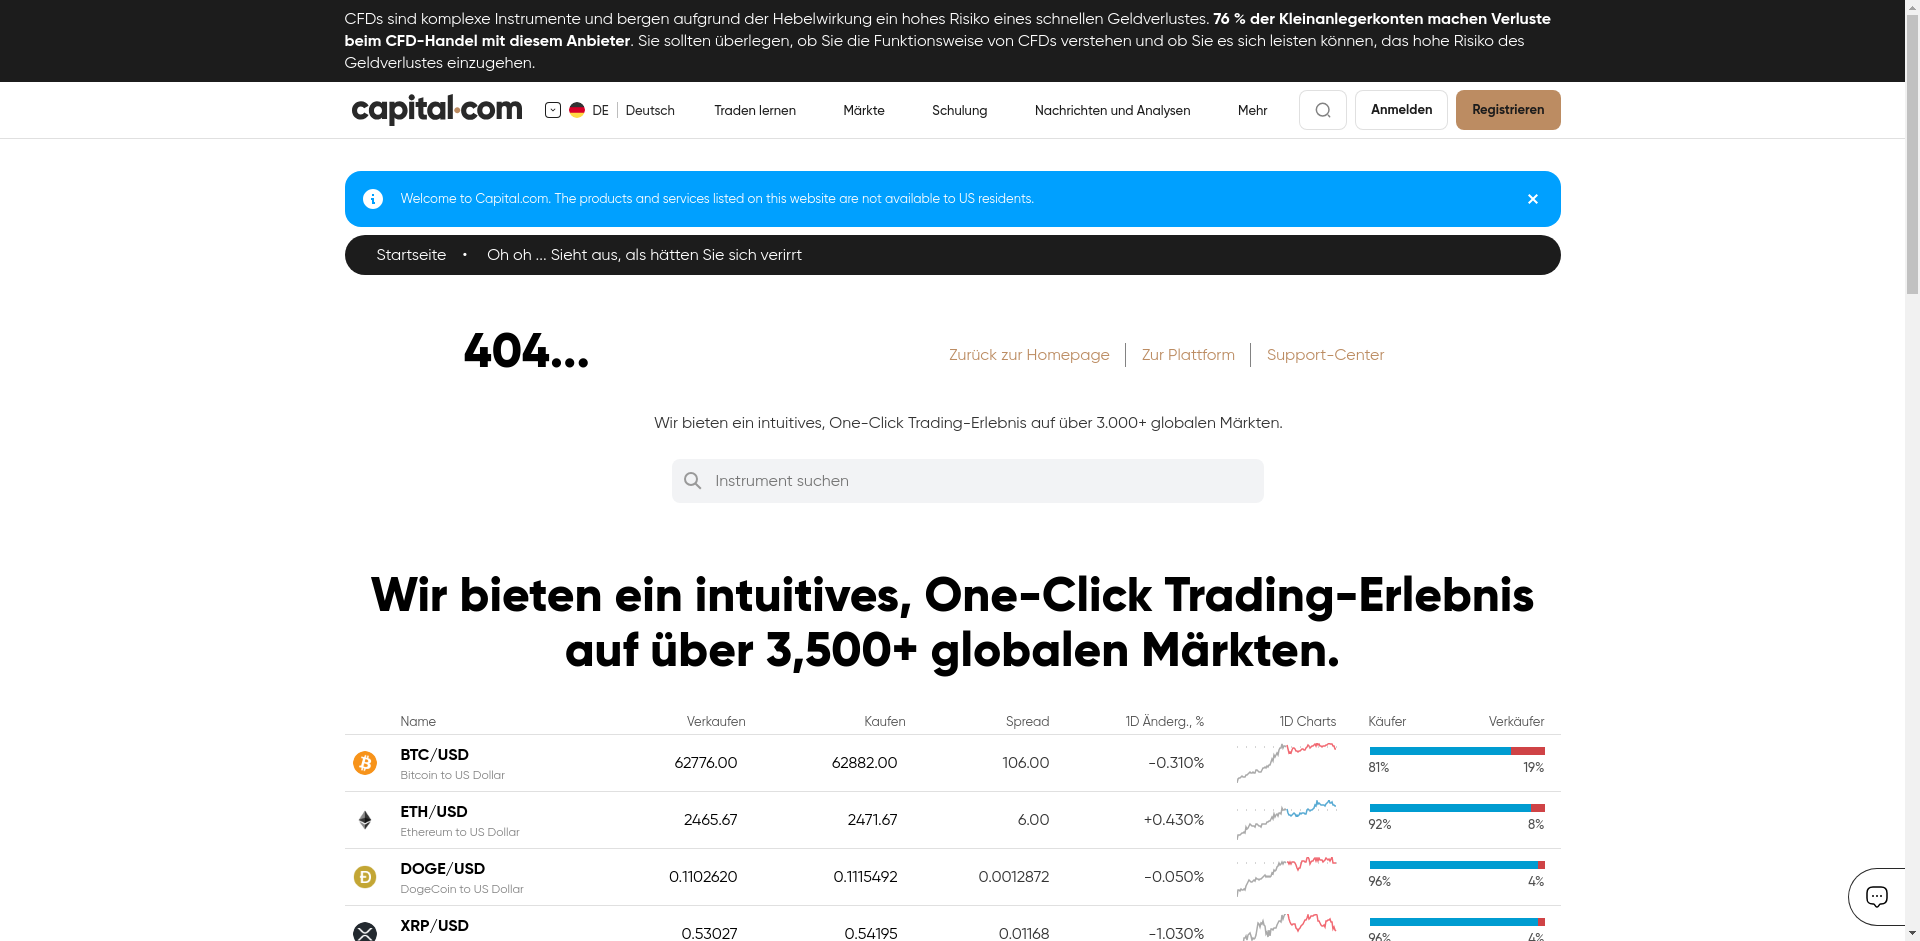 CFDs sind komplexe Instrumente und bergen aufgrund der Hebelwirkung ein hohes Risiko eines schnellen Geldverlustes. 76 % der Kleinanlegerkonten machen Verluste
beim CFD-Handel mit diesem Anbieter. Sie sollten überlegen, ob Sie die Funktionsweise von CFDs verstehen und ob Sie es sich leisten können, das hohe Risiko des
Geldverlustes einzugehen.
capital.com DE Deutsch Traden lernen Märkte Schulung Nachrichten und Analysen Mehr Anmelden Registrieren
Welcome to Capital.com. The products and services listed on this website are not available to US residents.
Startseite • Oh oh ... Sieht aus, als hätten Sie sich verirrt
404... Zurück zur Homepage Zur Plattform Support-Center
Wir bieten ein intuitives, One-Click Trading-Erlebnis auf über 3.000+ globalen Märkten.
Instrument suchen
Wir bieten ein intuitives, One-Click Trading-Erlebnis
auf über 3,500+ globalen Märkten.
Name Verkaufen Kaufen Spread 1D Änderg., % 1D Charts Käufer Verkäufer
BTC/USD 62776.00 62882.00 106.00 -0.310%
Bitcoin to US Dollar 81% 19%
ETH/USD 2465.67 2471.67 6.00 +0.430%
Ethereum to US Dollar 92% 8%
DOGE/USD 0.1102620 0.1115492 0.0012872 -0.050%
DogeCoin to US Dollar 96% 4%
XRP/USD 0.53027 0.54195 0.01168 -1.030%
96% 4%